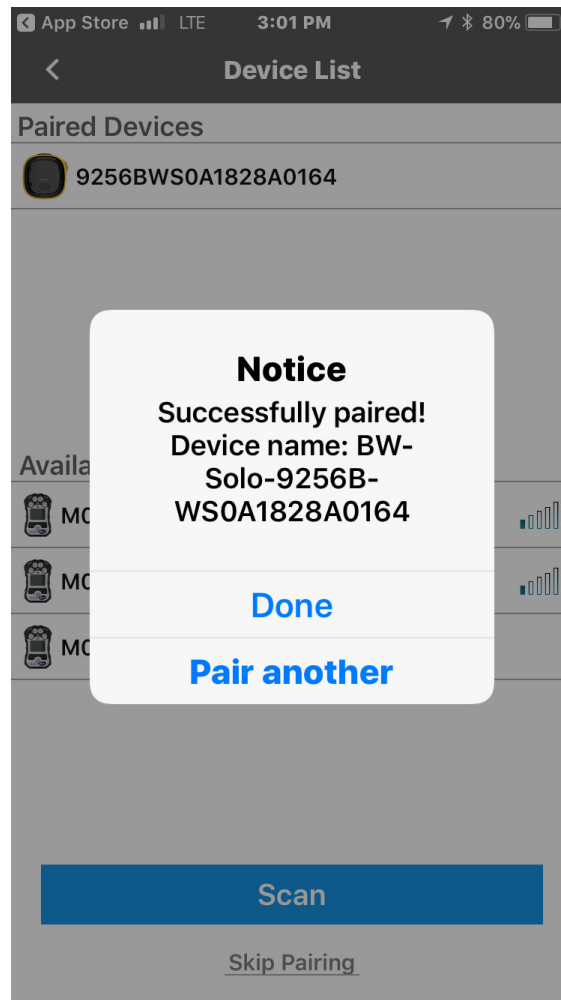 App Store LTE 3:01 PM 80%
Device List
Paired Devices
9256BWS0A1828A0164
Notice
Successfully paired!
Device name: BW-
Solo-9256B-
WS0A1828A0164
Done
Pair another
Scan
Skip Pairing